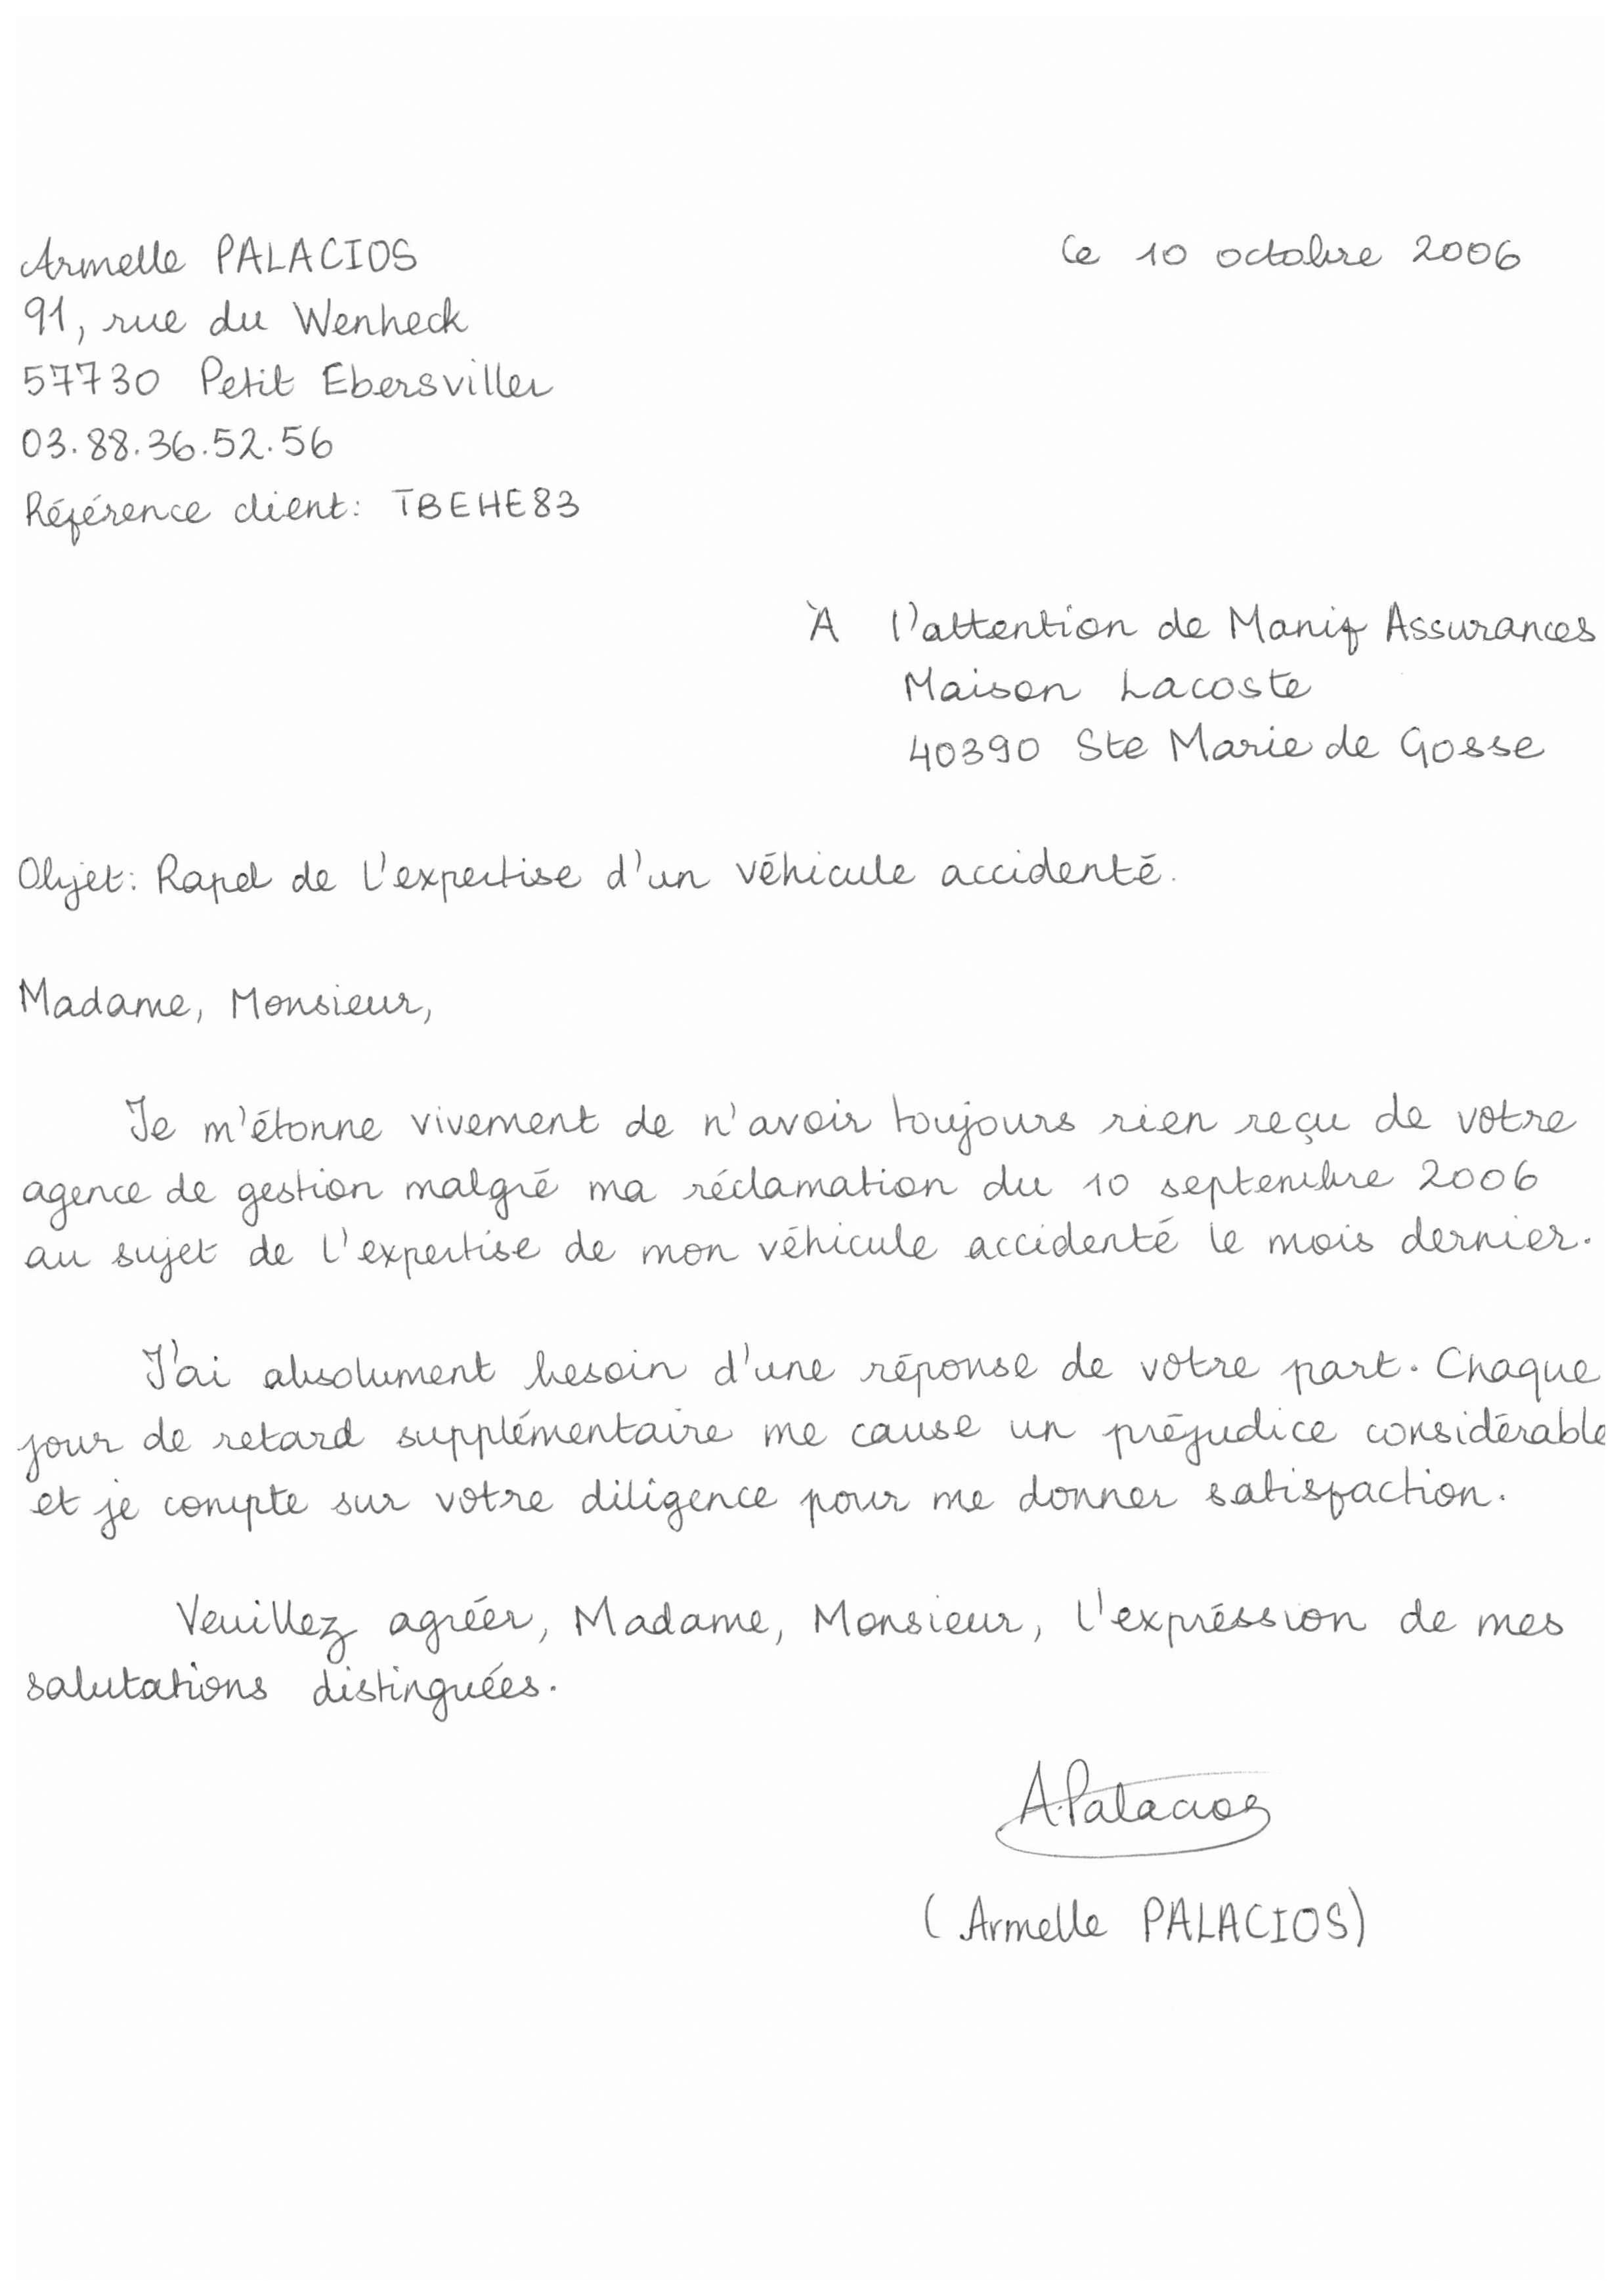 Armelle PALACIOS
le 10 octobre 2006
91, rue du Wenheck
57730 Petit Ebersviller
03.88.36.52.56
Référence client: TBEHE83
À l'attention de Manif Assurances
Maison Lacoste
40390 Ste Marie de Gosse
Objet: Rapel de l'expertise d'un véhicule accidenté.
Madame, Monsieur,
Je m'étonne vivement de n'avoir toujours rien reçu de votre
agence de gestion malgré ma réclamation du 10 septembre 2006
au sujet de l'expertise de mon véhicule accidenté le mois dernier.
J'ai absolument besoin d'une réponse de votre part. Chaque
jour de retard supplémentaire me cause un préjudice considérable
et je compte sur votre diligence pour me donner satisfaction.
Veuillez agréer, Madame, Monsieur, l'expréssion de mes
salutations distinguées.
A.Palacios
(Armelle PALACIOS)